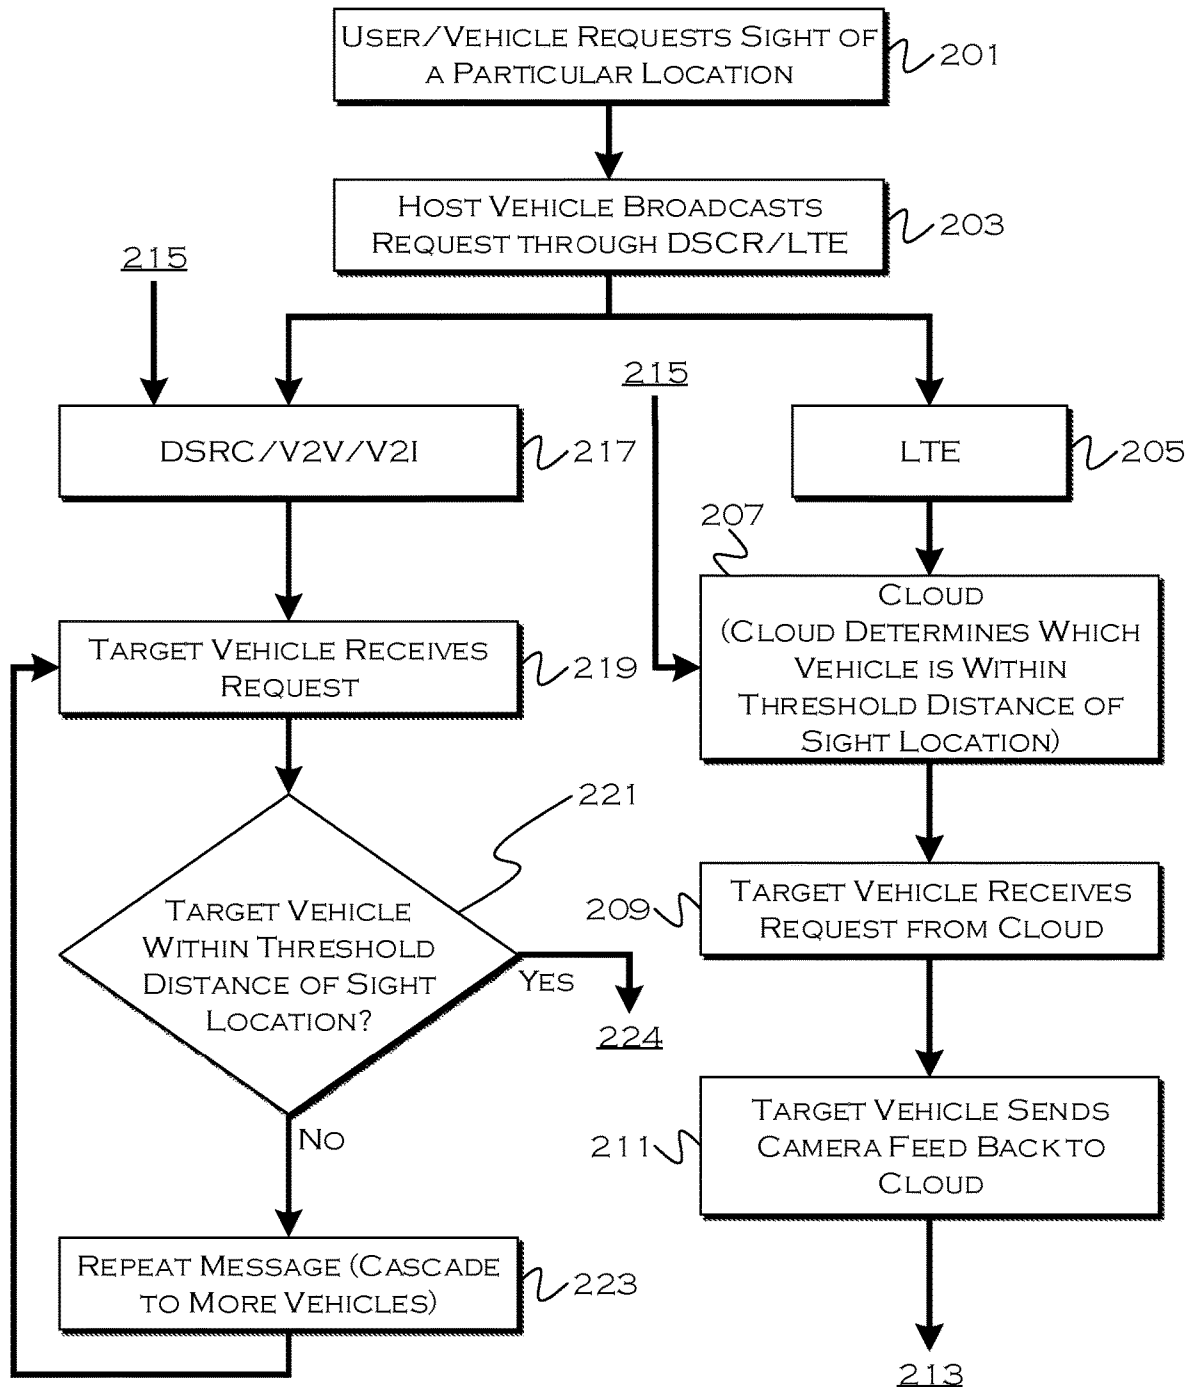 User/Vehicle Requests Sight of
a Particular Location
201
Host Vehicle Broadcasts
Request through DSCR/LTE
203
215
215
DSRC/V2V/V2I
217
LTE
205
207
Cloud
(Cloud Determines Which
Vehicle is Within
Threshold Distance of
Sight Location)
Target Vehicle Receives
Request
219
221
Target Vehicle
Within Threshold
Distance of Sight
Location?
Yes
224
No
209
Target Vehicle Receives
Request from Cloud
211
Target Vehicle Sends
Camera Feed Back to
Cloud
Repeat Message (Cascade
to More Vehicles)
223
213